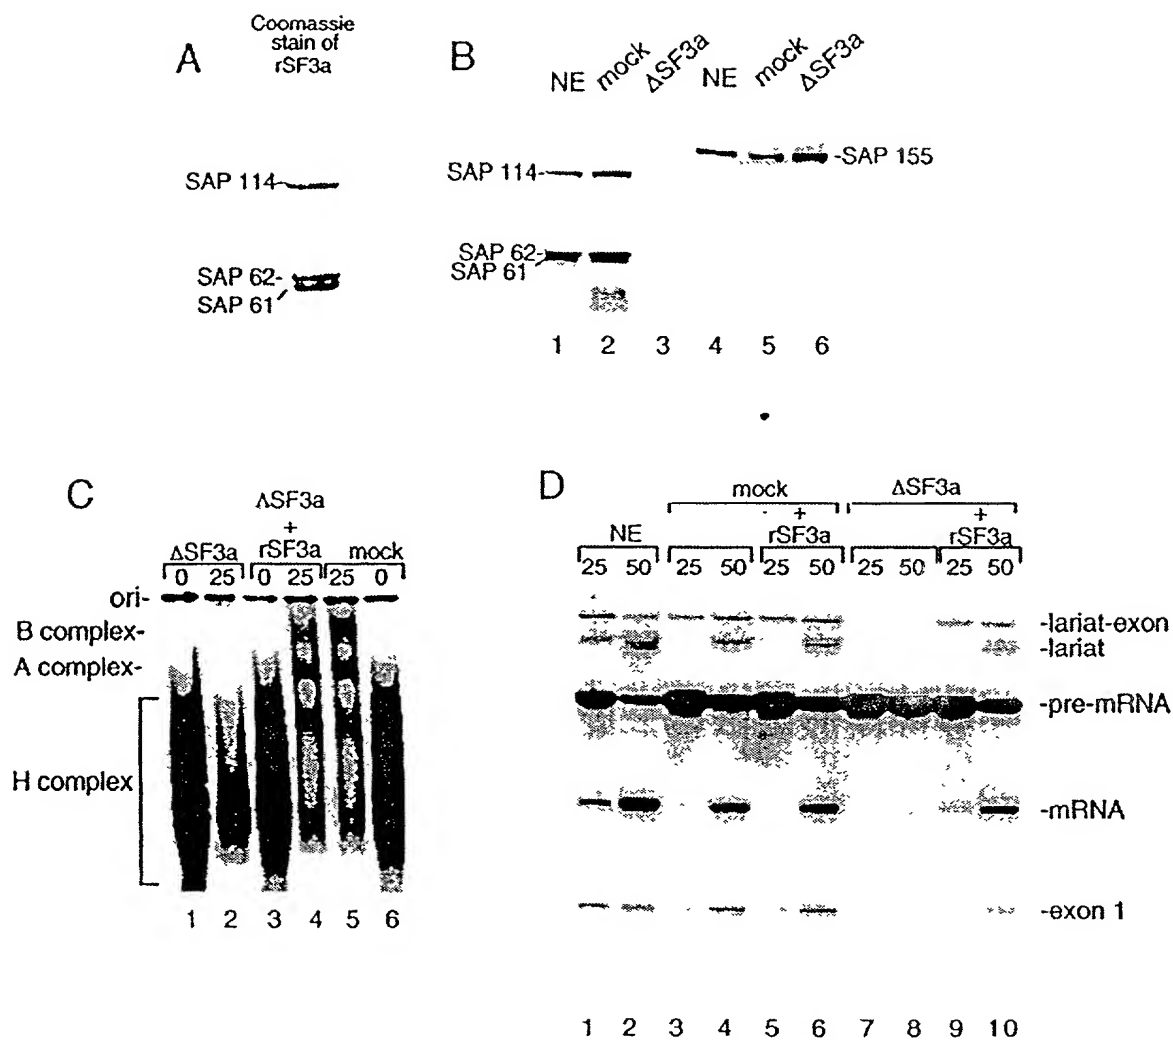 A
Coomassie
stain of
rSF3a
SAP 114-
SAP 62-
SAP 61
B
NE mock ΔSF3a NE mock ΔSF3a
-SAP 155
SAP 114-
SAP 62-
SAP 61
1 2 3 4 5 6
C
ΔSF3a
+
ΔSF3a rSF3a mock
0 25 0 25 25 0
ori-
B complex-
A complex-
H complex
1 2 3 4 5 6
D
mock ΔSF3a
- + +
NE rSF3a rSF3a
25 50 25 50 25 50 25 50 25 50
-lariat-exon
-lariat
-pre-mRNA
-mRNA
-exon 1
1 2 3 4 5 6 7 8 9 10